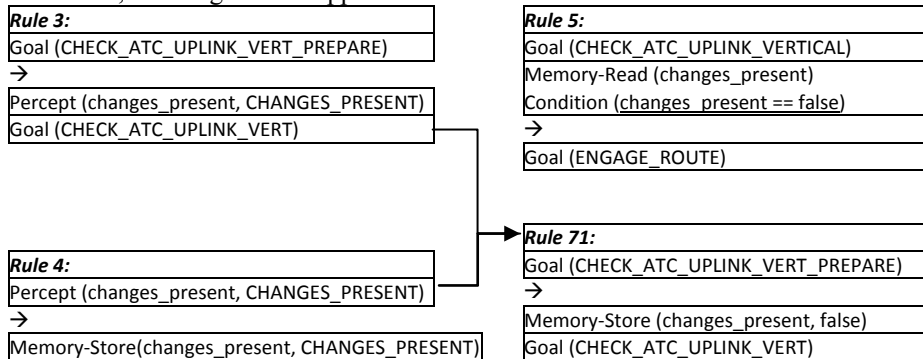 Rule 3:
Goal (CHECK_ATC_UPLINK_VERT_PREPARE)
→
Percept (changes_present, CHANGES_PRESENT)
Goal (CHECK_ATC_UPLINK_VERT)
Rule 4:
Percept (changes_present, CHANGES_PRESENT)
→
Memory-Store(changes_present, CHANGES_PRESENT)
Rule 5:
Goal (CHECK_ATC_UPLINK_VERTICAL)
Memory-Read (changes_present)
Condition (changes_present == false)
→
Goal (ENGAGE_ROUTE)
Rule 71:
Goal (CHECK_ATC_UPLINK_VERT_PREPARE)
→
Memory-Store (changes_present, false)
Goal (CHECK_ATC_UPLINK_VERT)